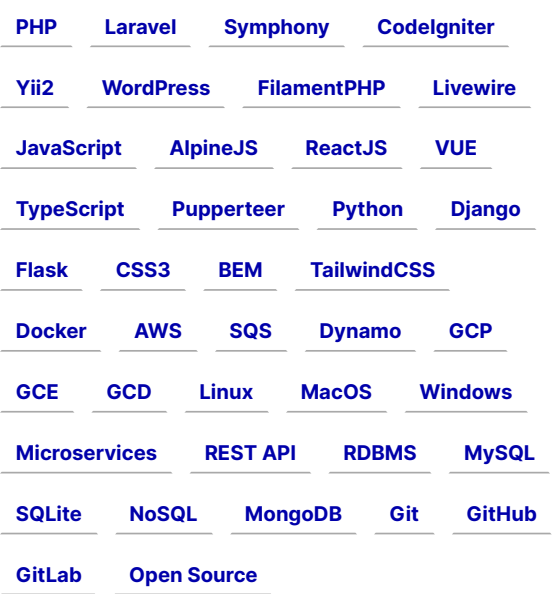 PHP Laravel Symphony CodeIgniter
Yii2 WordPress FilamentPHP Livewire
JavaScript AlpineJS ReactJS VUE
TypeScript Pupperteer Python Django
Flask CSS3 BEM TailwindCSS
Docker AWS SQS Dynamo GCP
GCE GCD Linux MacOS Windows
Microservices REST API RDBMS MySQL
SQLite NoSQL MongoDB Git GitHub
GitLab Open Source